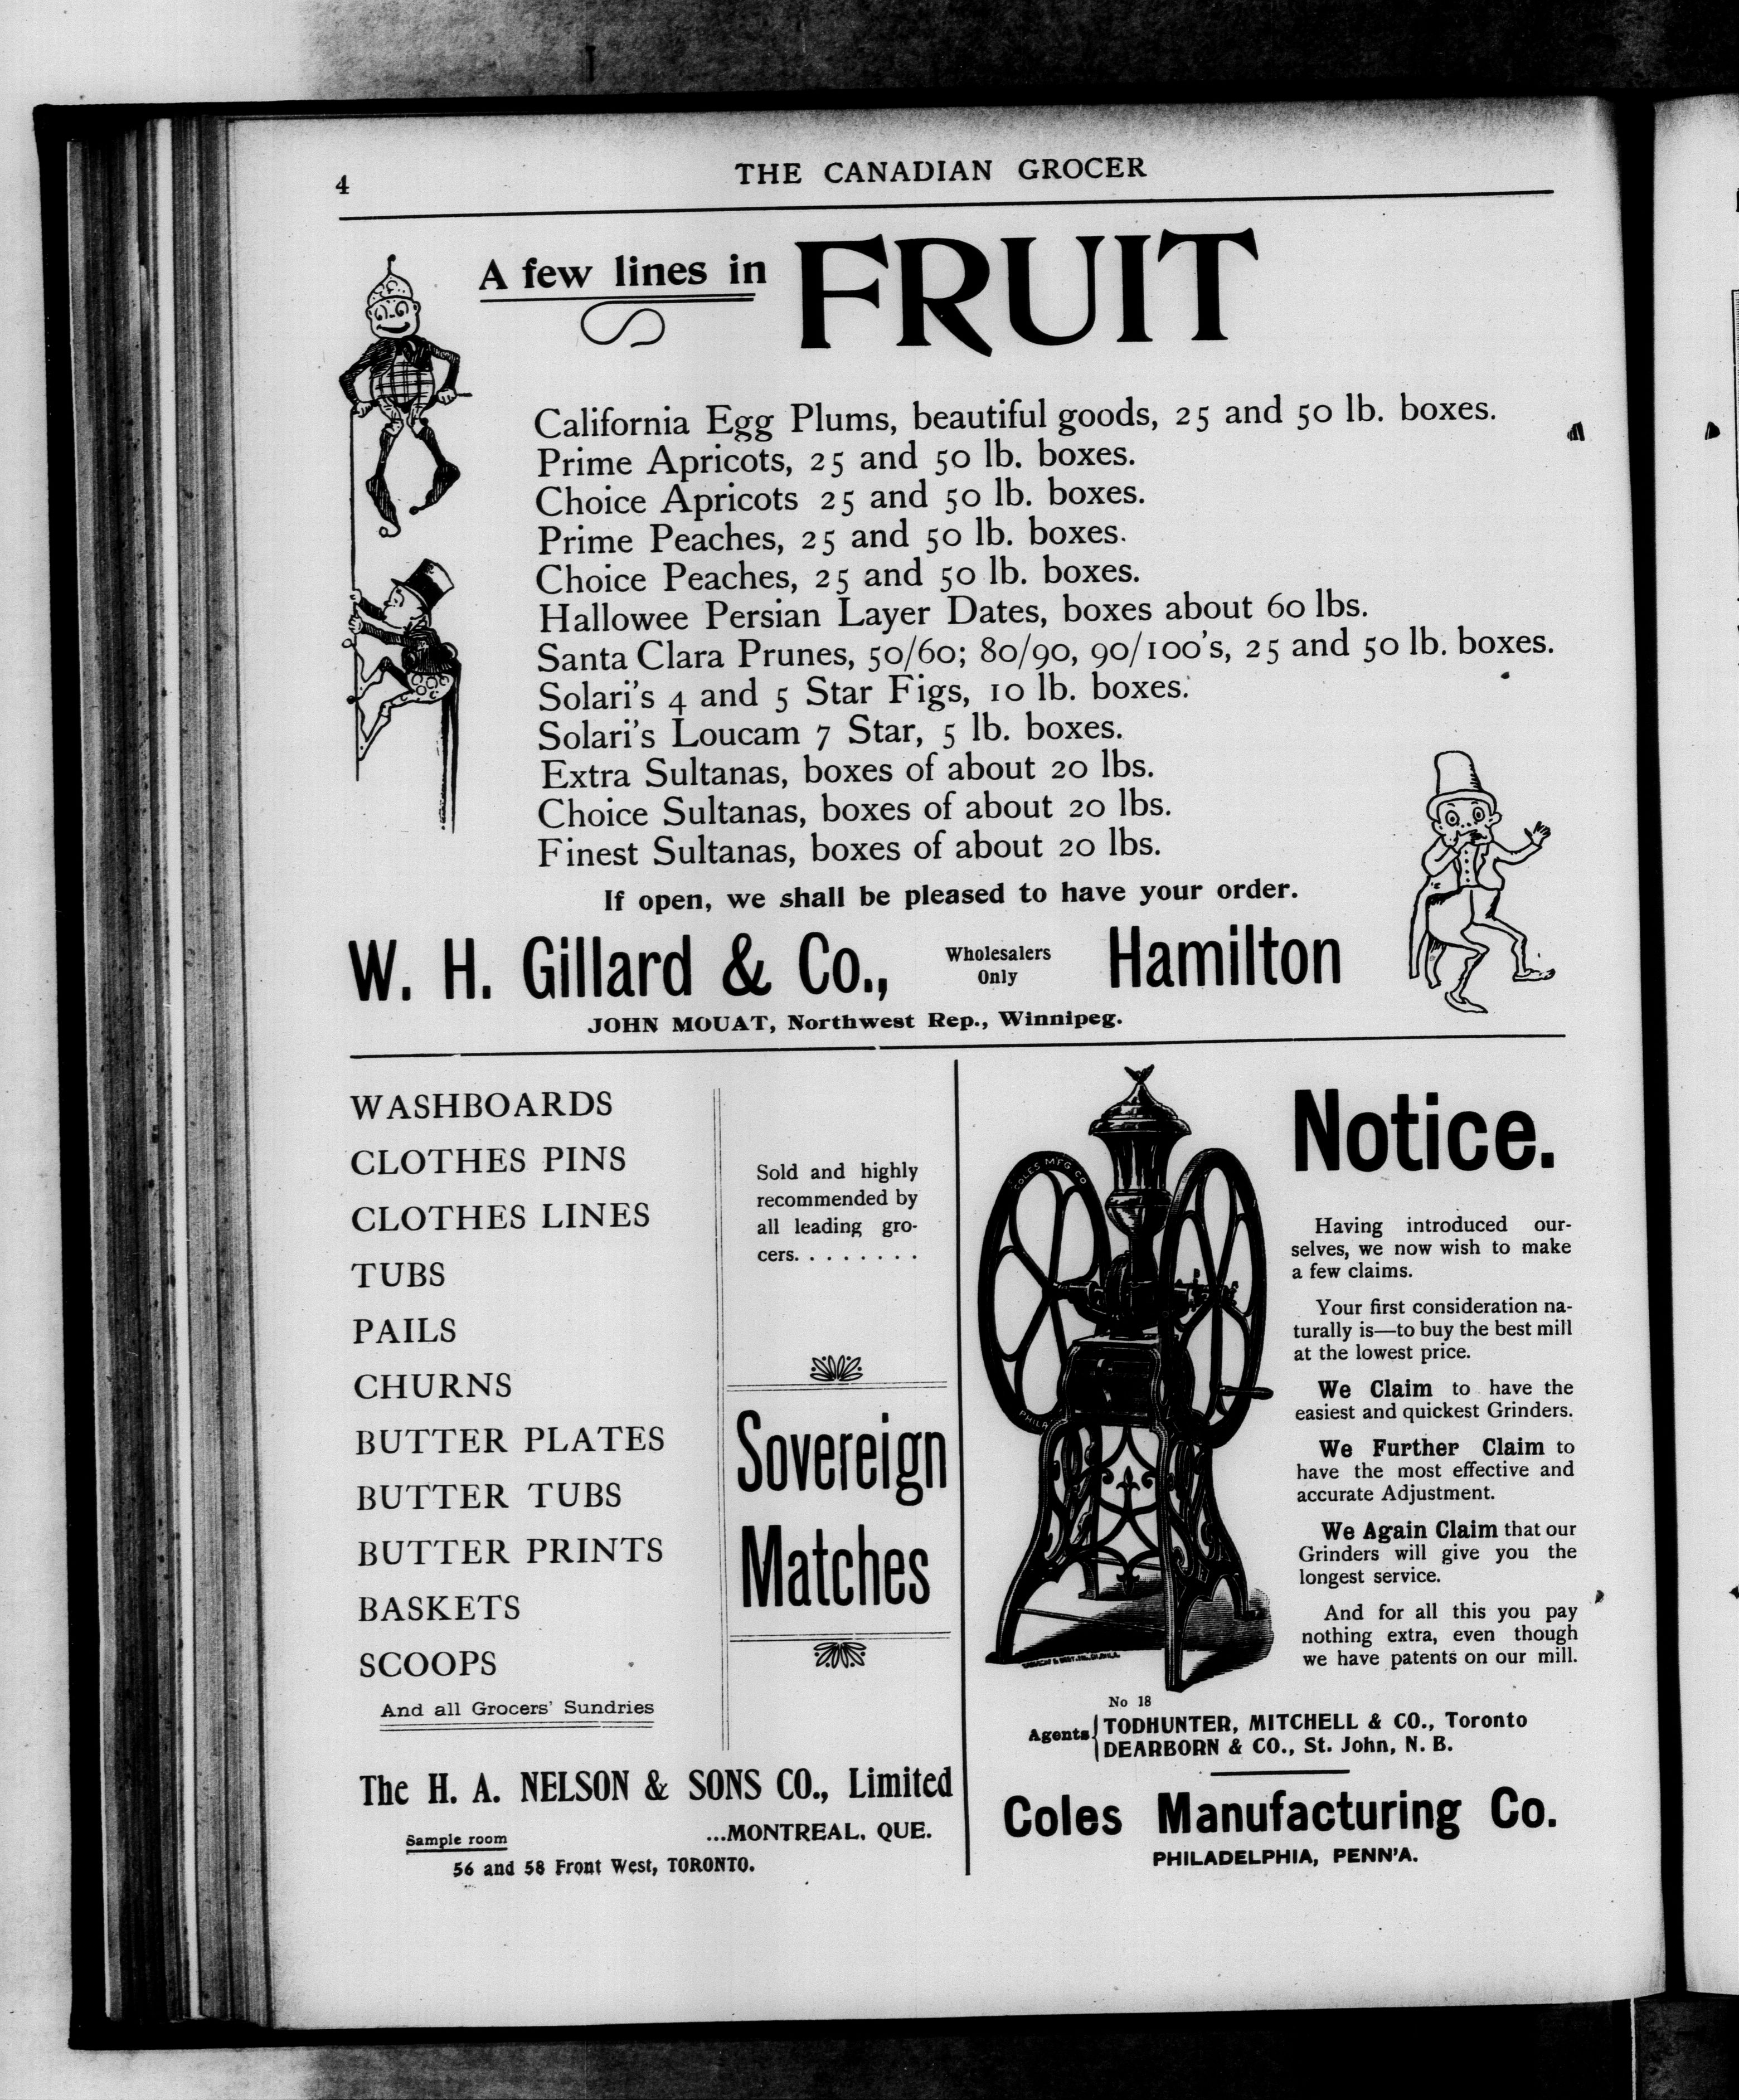 4
THE CANADIAN GROCER
A few lines in FRUIT
California Egg Plums, beautiful goods, 25 and 50 lb. boxes.
Prime Apricots, 25 and 50 lb. boxes.
Choice Apricots 25 and 50 lb. boxes.
Prime Peaches, 25 and 50 lb. boxes.
Choice Peaches, 25 and 50 lb. boxes.
Hallowee Persian Layer Dates, boxes about 60 lbs.
Santa Clara Prunes, 50/60; 80/90, 90/100's, 25 and 50 lb. boxes.
Solari's 4 and 5 Star Figs, 10 lb. boxes.
Solari's Loucam 7 Star, 5 lb. boxes.
Extra Sultanas, boxes of about 20 lbs.
Choice Sultanas, boxes of about 20 lbs.
Finest Sultanas, boxes of about 20 lbs.
If open, we shall be pleased to have your order.
W. H. Gillard & Co., Wholesalers Only Hamilton
JOHN MOUAT, Northwest Rep., Winnipeg.
WASHBOARDS
CLOTHES PINS
CLOTHES LINES
TUBS
PAILS
CHURNS
BUTTER PLATES
BUTTER TUBS
BUTTER PRINTS
BASKETS
SCOOPS
And all Grocers' Sundries
Sold and highly
recommended by
all leading gro-
cers. . . . . . . .
Sovereign
Matches
The H. A. NELSON & SONS CO., Limited
...MONTREAL, QUE.
Sample room
56 and 58 Front West, TORONTO.
COLES M'F'G CO
PHILA
Notice.
Having introduced our-
selves, we now wish to make
a few claims.
Your first consideration na-
turally is—to buy the best mill
at the lowest price.
We Claim to have the
easiest and quickest Grinders.
We Further Claim to
have the most effective and
accurate Adjustment.
We Again Claim that our
Grinders will give you the
longest service.
And for all this you pay
nothing extra, even though
we have patents on our mill.
No 18
Agents
TODHUNTER, MITCHELL & CO., Toronto
DEARBORN & CO., St. John, N. B.
Coles Manufacturing Co.
PHILADELPHIA, PENN'A.